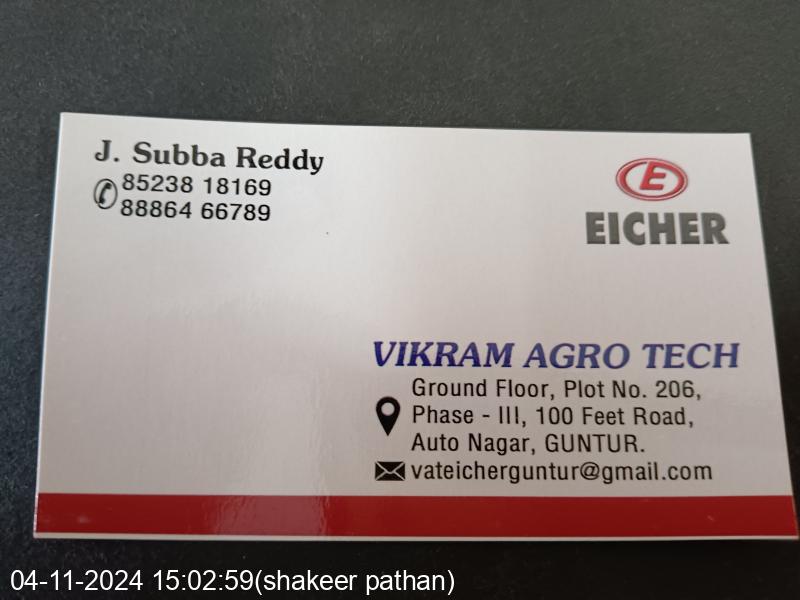 J. Subba Reddy
85238 18169
88864 66789
E
EICHER
VIKRAM AGRO TECH
Ground Floor, Plot No. 206,
Phase - III, 100 Feet Road,
Auto Nagar, GUNTUR.
vateicherguntur@gmail.com
04-11-2024 15:02:59(shakeer pathan)